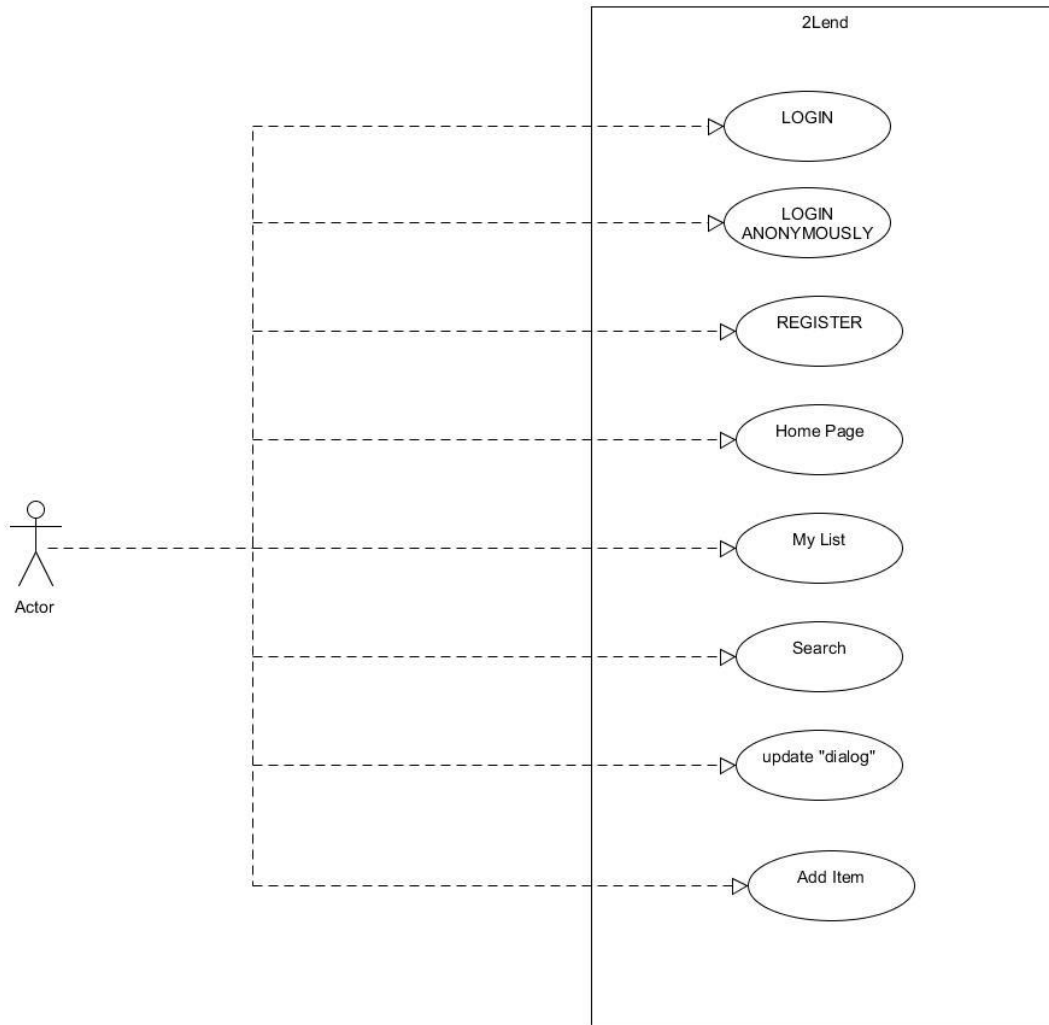 2Lend
LOGIN
LOGIN
ANONYMOUSLY
REGISTER
Home Page
My List
Actor
Search
update "dialog"
Add Item